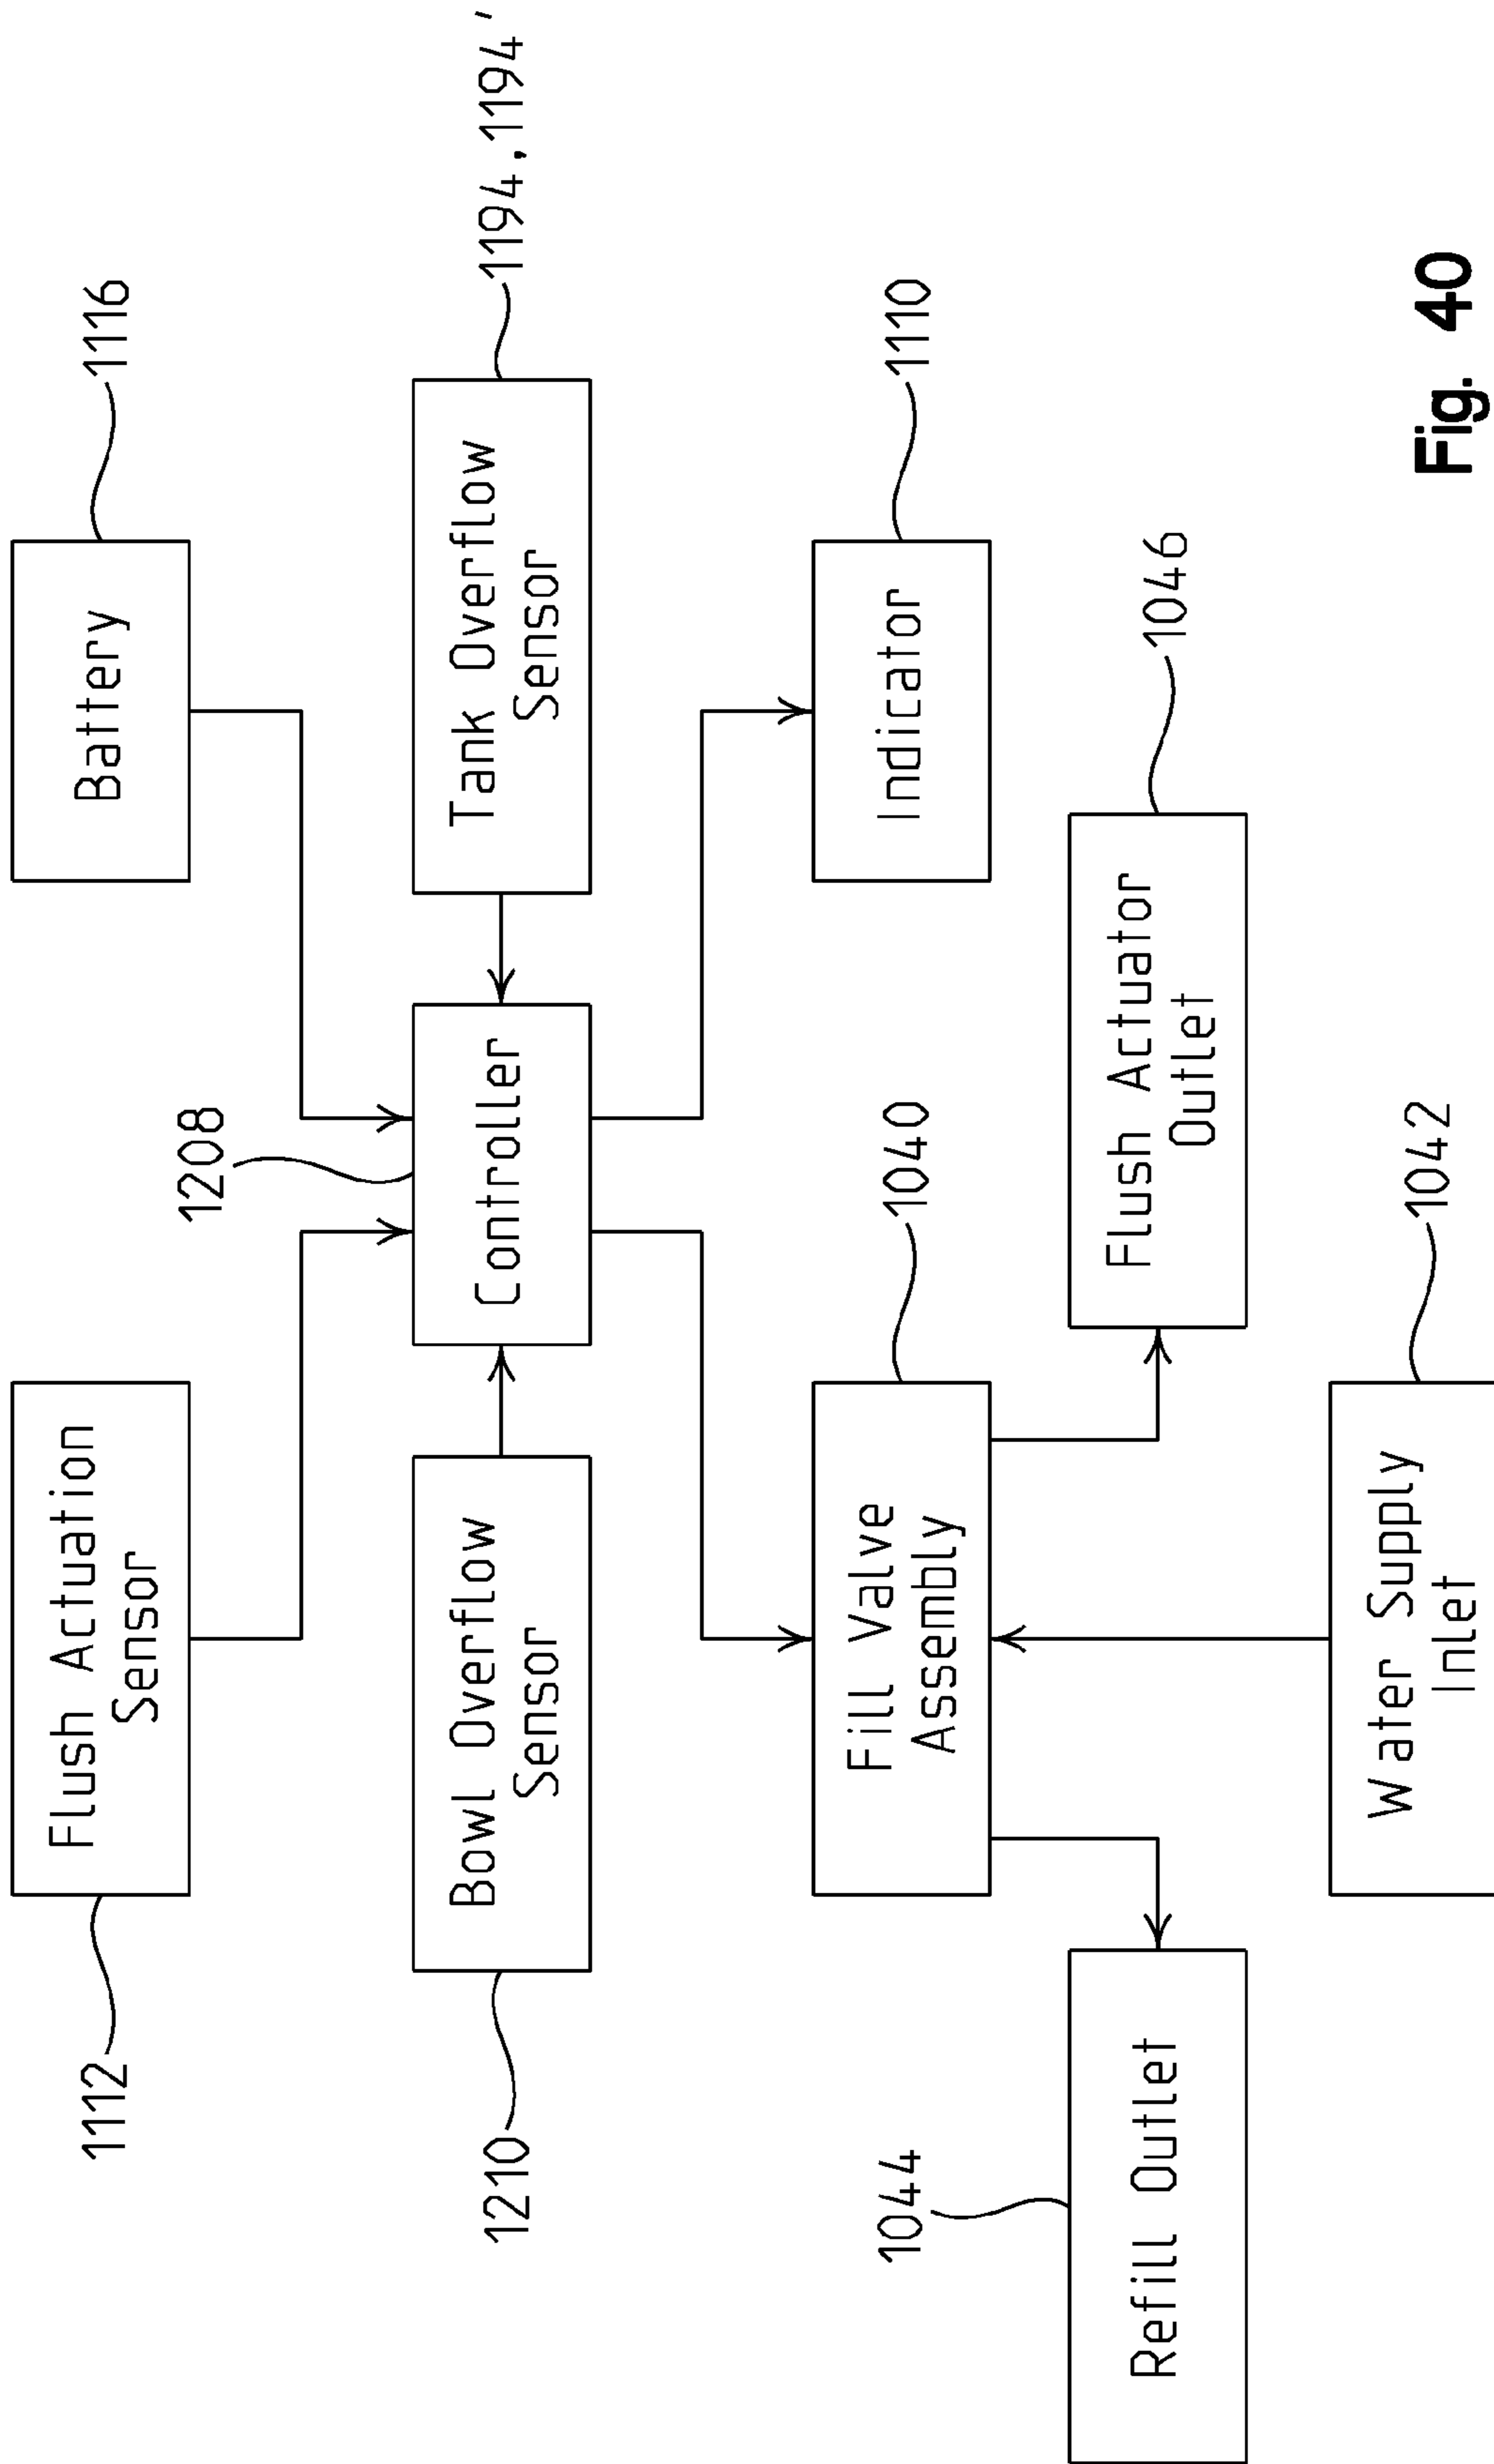 1112
Flush Actuation
Sensor
Battery
1116
1208
1210
Bowl Overflow
Sensor
Controller
Tank Overflow
Sensor
1194,1194'
1044
Fill Valve
Assembly
1040
Indicator
1110
Refill Outlet
Flush Actuator
Outlet
1046
Water Supply
Inlet
1042
Fig. 40